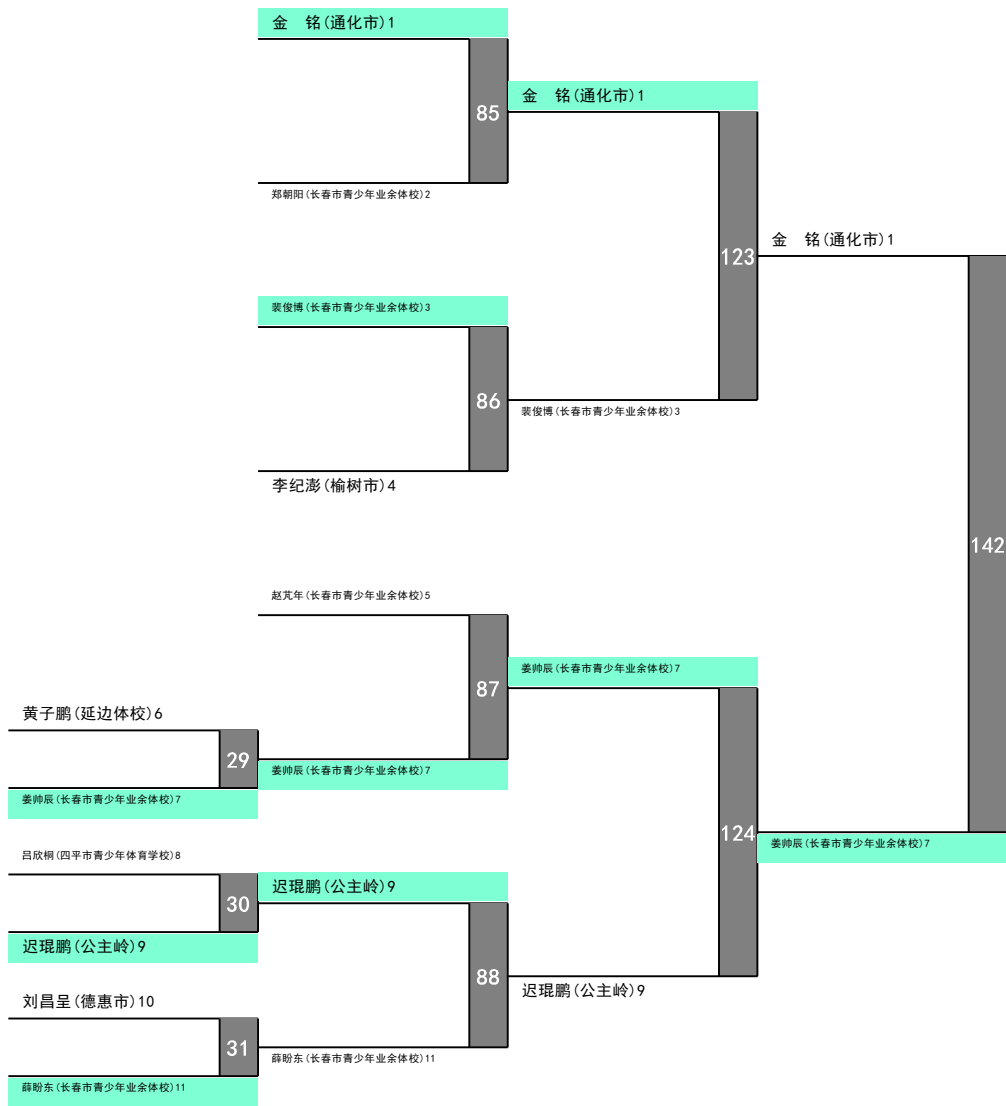 金　铭(通化市)1
85
金　铭(通化市)1
郑朝阳(长春市青少年业余体校)2
金　铭(通化市)1
123
裴俊博(长春市青少年业余体校)3
86
裴俊博(长春市青少年业余体校)3
李纪澎(榆树市)4
142
赵芃年(长春市青少年业余体校)5
87
姜帅辰(长春市青少年业余体校)7
黄子鹏(延边体校)6
29
姜帅辰(长春市青少年业余体校)7
姜帅辰(长春市青少年业余体校)7
124
姜帅辰(长春市青少年业余体校)7
吕欣桐(四平市青少年体育学校)8
30
迟琨鹏(公主岭)9
迟琨鹏(公主岭)9
88
迟琨鹏(公主岭)9
刘昌呈(德惠市)10
31
薛盼东(长春市青少年业余体校)11
薛盼东(长春市青少年业余体校)11